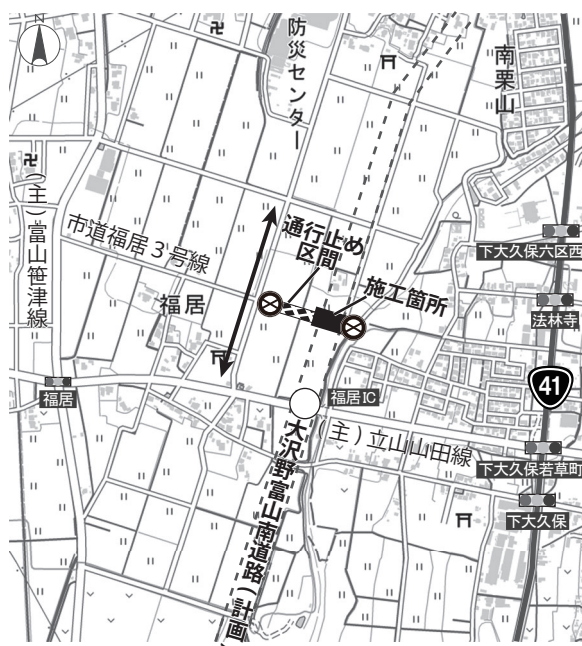 N
防災センター
南栗山
(主)富山笹津線
市道福居3号線
通行止め
区間
施工箇所
福居
下大久保六区西
法林寺
41
福居
福居IC
(主)立山山田線
下大久保若草町
下大久保
大沢野富山南道路(計画)